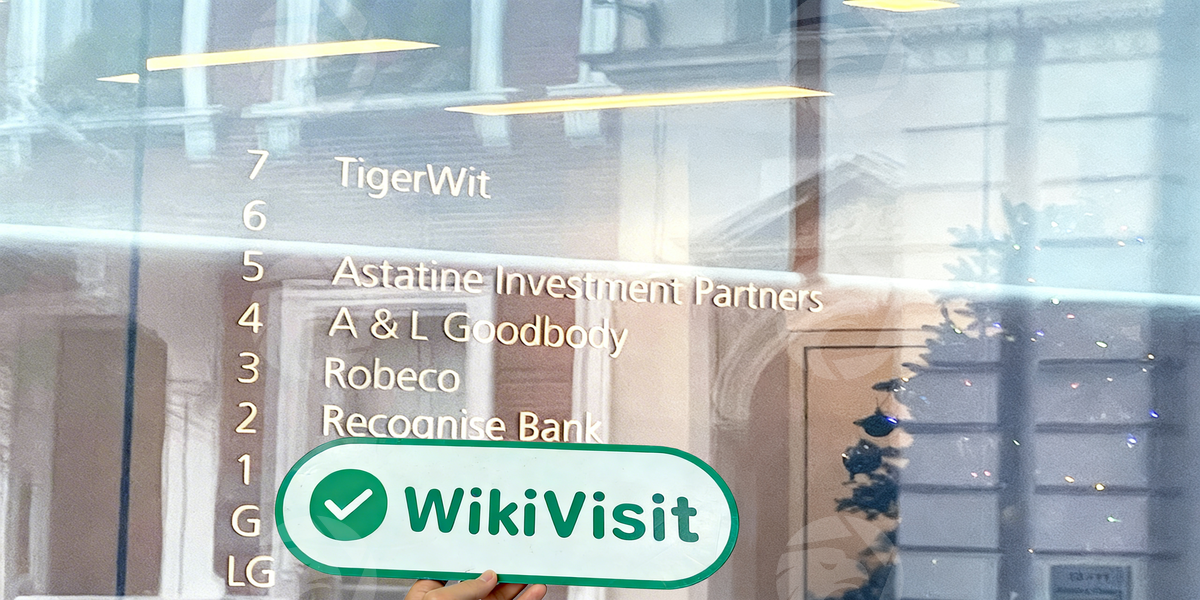 7 TigerWit
6
5 Astatine Investment Partners
4 A & L Goodbody
3 Robeco
2 Recognise Bank
1
G
LG
WikiVisit